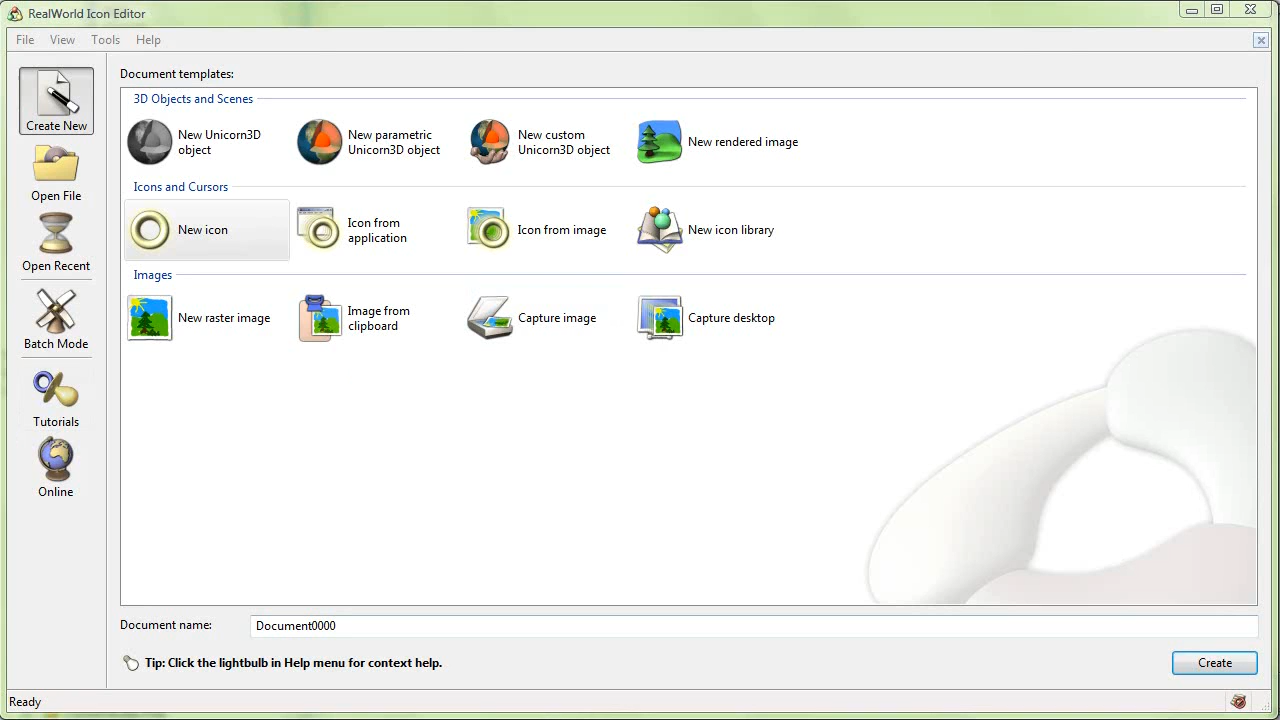 RealWorld Icon Editor
File View Tools Help
Create New
Open File
Open Recent
Batch Mode
Tutorials
Online
Document templates:
3D Objects and Scenes
New Unicorn3D
object
New parametric
Unicorn3D object
New custom
Unicorn3D object
New rendered image
Icons and Cursors
New icon
Icon from
application
Icon from image
New icon library
Images
New raster image
Image from
clipboard
Capture image
Capture desktop
Document name: Document0000
Tip: Click the lightbulb in Help menu for context help.
Create
Ready